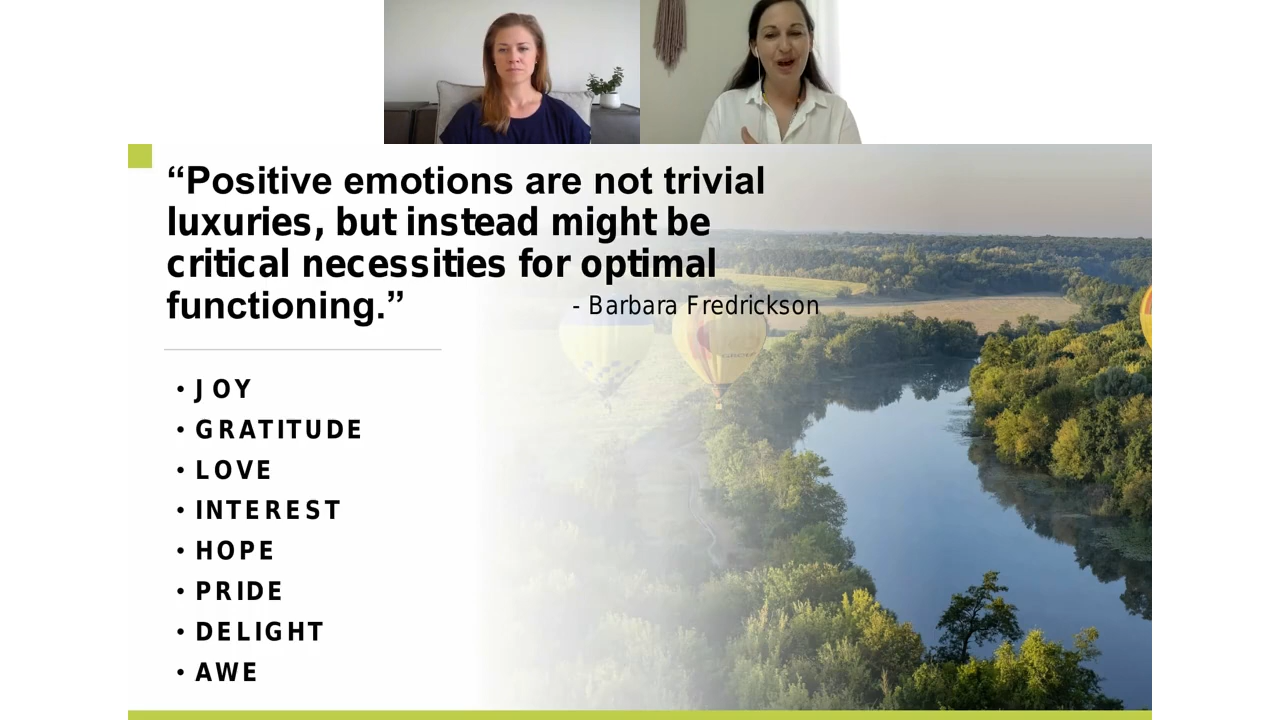 “Positive emotions are not trivial
luxuries, but instead might be
critical necessities for optimal
functioning.”
- Barbara Fredrickson
• JOY
• GRATITUDE
• LOVE
• INTEREST
• HOPE
• PRIDE
• DELIGHT
• AWE